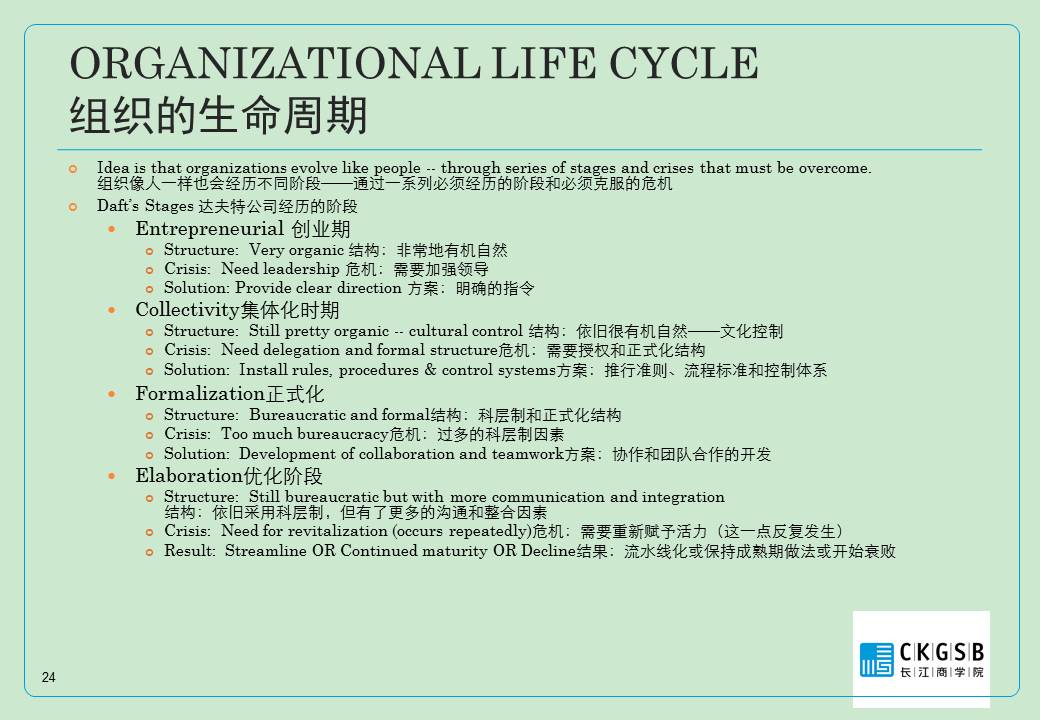 ORGANIZATIONAL LIFE CYCLE
组织的生命周期
Idea is that organizations evolve like people -- through series of stages and crises that must be overcome.
组织像人一样也会经历不同阶段——通过一系列必须经历的阶段和必须克服的危机
Daft's Stages 达夫特公司经历的阶段
Entrepreneurial 创业期
Structure:  Very organic 结构：非常地有机自然
Crisis:  Need leadership 危机：需要加强领导
Solution: Provide clear direction 方案：明确的指令
Collectivity集体化时期
Structure:  Still pretty organic -- cultural control 结构：依旧很有机自然——文化控制
Crisis:  Need delegation and formal structure危机：需要授权和正式化结构
Solution:  Install rules, procedures & control systems方案：推行准则、流程标准和控制体系
Formalization正式化
Structure:  Bureaucratic and formal结构：科层制和正式化结构
Crisis:  Too much bureaucracy危机：过多的科层制因素
Solution:  Development of collaboration and teamwork方案：协作和团队合作的开发
Elaboration优化阶段
Structure:  Still bureaucratic but with more communication and integration
结构：依旧采用科层制，但有了更多的沟通和整合因素
Crisis:  Need for revitalization (occurs repeatedly)危机：需要重新赋予活力（这一点反复发生）
Result:  Streamline OR Continued maturity OR Decline结果：流水线化或保持成熟期做法或开始衰败
CKGSB
长江商学院
24